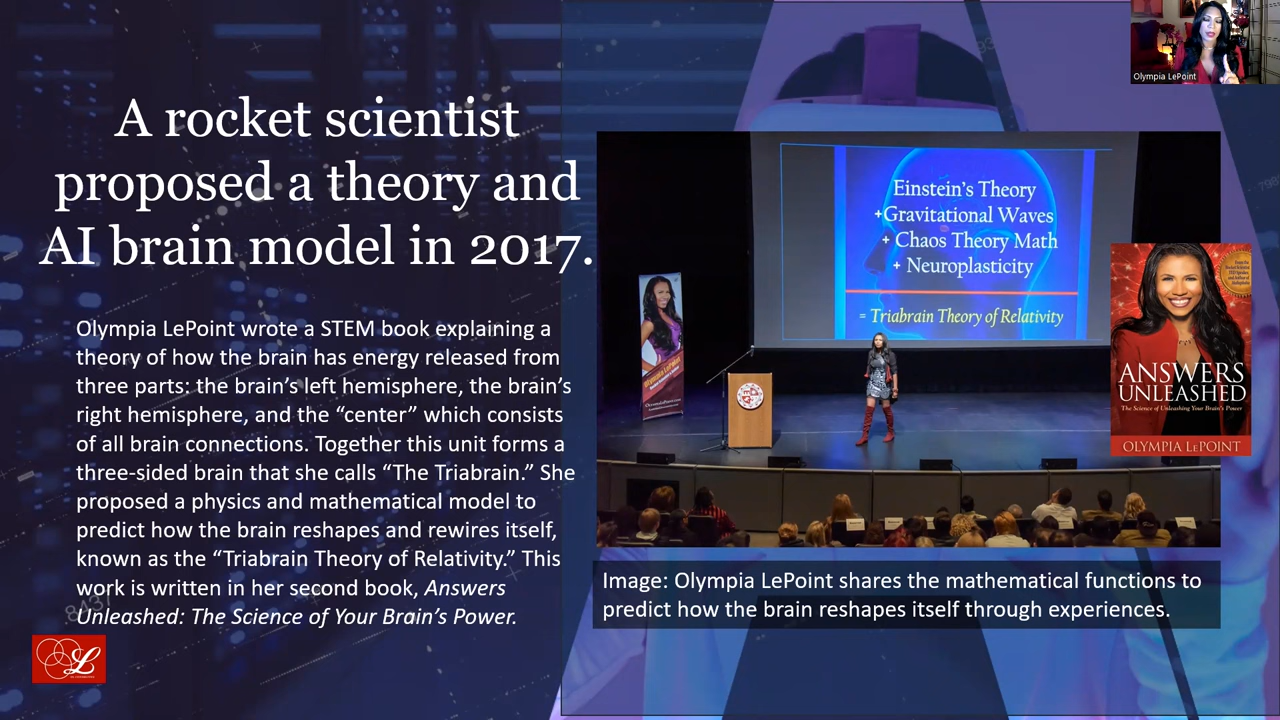 Olympia LePoint
A rocket scientist
proposed a theory and
AI brain model in 2017.
Olympia LePoint wrote a STEM book explaining a
theory of how the brain has energy released from
three parts: the brain’s left hemisphere, the brain’s
right hemisphere, and the “center” which consists
of all brain connections. Together this unit forms a
three-sided brain that she calls “The Triabrain.” She
proposed a physics and mathematical model to
predict how the brain reshapes and rewires itself,
known as the “Triabrain Theory of Relativity.” This
work is written in her second book, Answers
Unleashed: The Science of Your Brain’s Power.
8437
L
Einstein’s Theory
+Gravitational Waves
+ Chaos Theory Math
+ Neuroplasticity
= Triabrain Theory of Relativity
Olympia LePoint
ANSWERS
UNLEASHED
The Science of Unleashing Your Brain’s Power
OLYMPIA LEPOINT
Image: Olympia LePoint shares the mathematical functions to
predict how the brain reshapes itself through experiences.